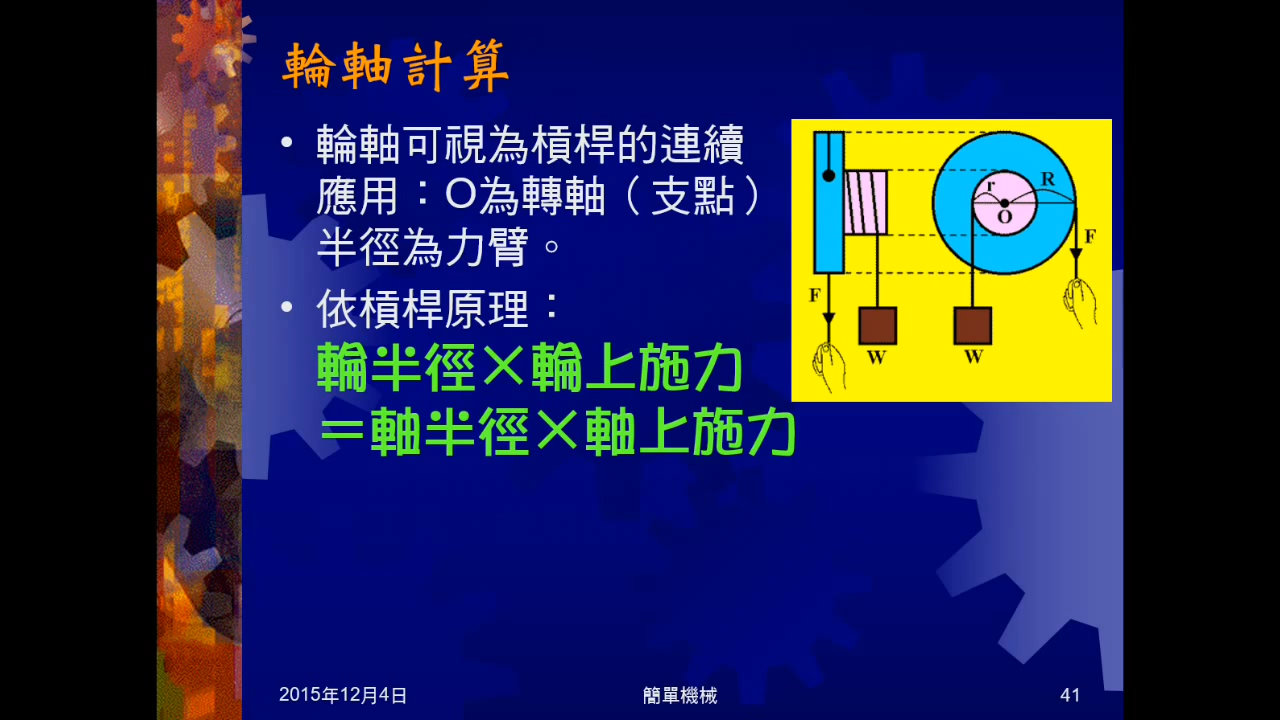 輪軸計算
• 輪軸可視為槓桿的連續
應用：O為轉軸（支點）
半徑為力臂。
• 依槓桿原理：
輪半徑×輪上施力
＝軸半徑×軸上施力
r
R
O
F
F
W
W
2015年12月4日
簡單機械
41